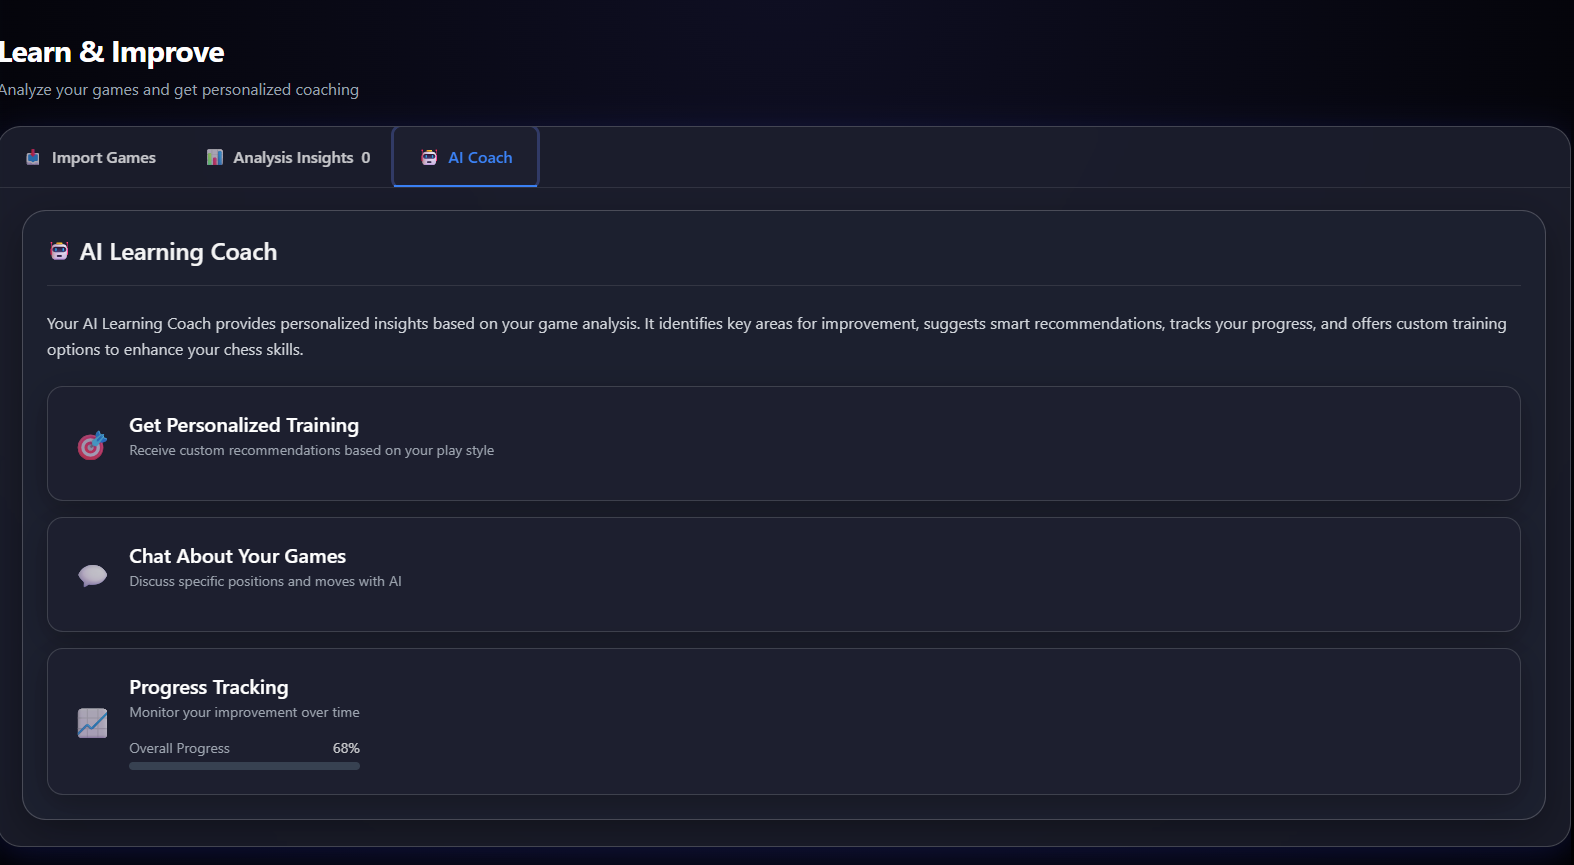 Learn & Improve
Analyze your games and get personalized coaching
Import Games
Analysis Insights 0
AI Coach
AI Learning Coach
Your AI Learning Coach provides personalized insights based on your game analysis. It identifies key areas for improvement, suggests smart recommendations, tracks your progress, and offers custom training
options to enhance your chess skills.
Get Personalized Training
Receive custom recommendations based on your play style
Chat About Your Games
Discuss specific positions and moves with AI
Progress Tracking
Monitor your improvement over time
Overall Progress 68%